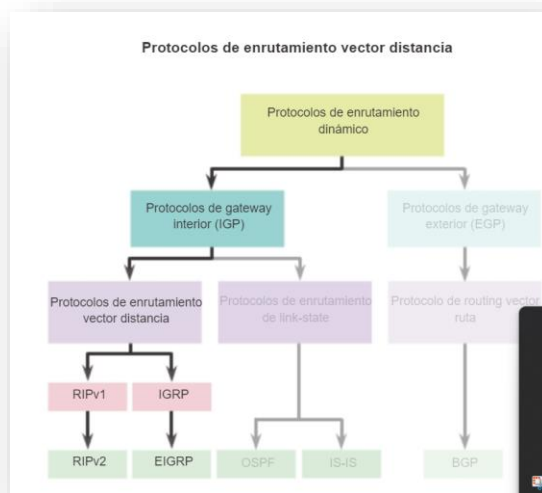 Protocolos de enrutamiento vector distancia
Protocolos de enrutamiento
dinámico
Protocolos de gateway
interior (IGP)
Protocolos de gateway
exterior (EGP)
Protocolos de enrutamiento
vector distancia
Protocolos de enrutamiento
de link-state
Protocolo de routing vector
ruta
RIPv1
IGRP
RIPv2
EIGRP
OSPF
IS-IS
BGP